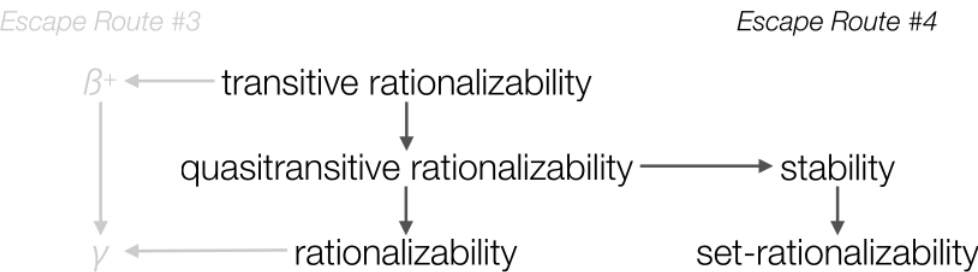 Escape Route #3 Escape Route #4
β+ transitive rationalizability
quasitransitive rationalizability stability
γ rationalizability set-rationalizability